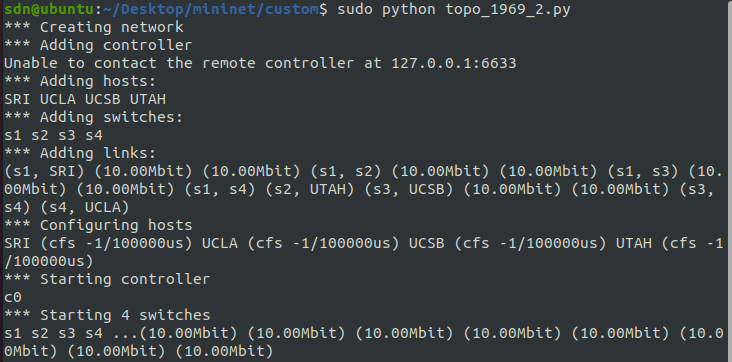 sdn@ubuntu:~/Desktop/mininet/custom$ sudo python topo_1969_2.py
*** Creating network
*** Adding controller
Unable to contact the remote controller at 127.0.0.1:6633
*** Adding hosts:
SRI UCLA UCSB UTAH
*** Adding switches:
s1 s2 s3 s4
*** Adding links:
(s1, SRI) (10.00Mbit) (10.00Mbit) (s1, s2) (10.00Mbit) (10.00Mbit) (s1, s3) (10.
00Mbit) (10.00Mbit) (s1, s4) (s2, UTAH) (s3, UCSB) (10.00Mbit) (10.00Mbit) (s3,
s4) (s4, UCLA)
*** Configuring hosts
SRI (cfs -1/100000us) UCLA (cfs -1/100000us) UCSB (cfs -1/100000us) UTAH (cfs -1
/100000us)
*** Starting controller
c0
*** Starting 4 switches
s1 s2 s3 s4 ...(10.00Mbit) (10.00Mbit) (10.00Mbit) (10.00Mbit) (10.00Mbit) (10.0
0Mbit) (10.00Mbit) (10.00Mbit)